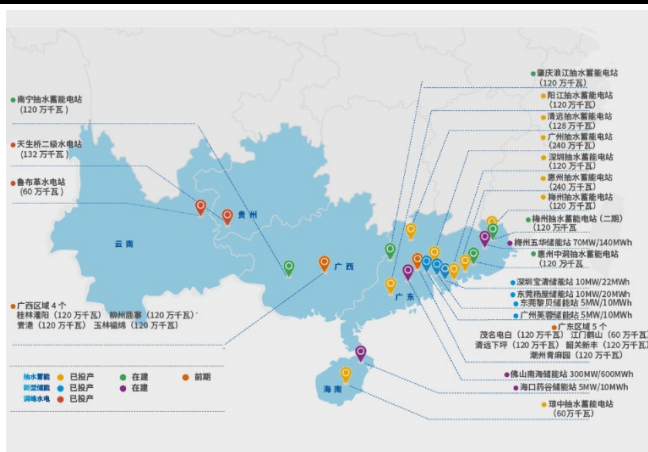 南宁抽水蓄能电站
(120 万千瓦)
天生桥二级水电站
(132 万千瓦)
鲁布革水电站
(60 万千瓦)
云 南
贵 州
广 西
广 东
海 南
广西区域 4 个
桂林灌阳 (120 万千瓦) 柳州鹿寨 (120 万千瓦)
贵港 (120 万千瓦) 玉林福绵 (120 万千瓦)
抽水蓄能 已投产 在建 前期
新型储能 已投产 在建
调峰水电 已投产
肇庆浪江抽水蓄能电站
(120 万千瓦)
阳江抽水蓄能电站
(120 万千瓦)
清远抽水蓄能电站
(128 万千瓦)
广州抽水蓄能电站
(240 万千瓦)
深圳抽水蓄能电站
(120 万千瓦)
惠州抽水蓄能电站
(240 万千瓦)
梅州抽水蓄能电站
(120 万千瓦)
梅州抽水蓄能电站 (二期)
(120 万千瓦
梅州五华储能站 70MW/140MWh
惠州中洞抽水蓄能电站
(120 万千瓦
深圳宝清储能站 10MW/22MWh
东莞杨屋储能站 10MW/20MWh
东莞黎贝储能站 5MW/10MWh
广州芙蓉储能站 5MW/10MWh
广东区域 5 个
茂名电白 (120 万千瓦) 江门鹤山 (60 万千瓦)
清远下坪 (120 万千瓦) 韶关新丰 (120 万千瓦)
潮州青麻园 (120 万千瓦)
佛山南海储能站 300MW/600MWh
海口药谷储能站 5MW/10MWh
琼中抽水蓄能电站
(60万千瓦)